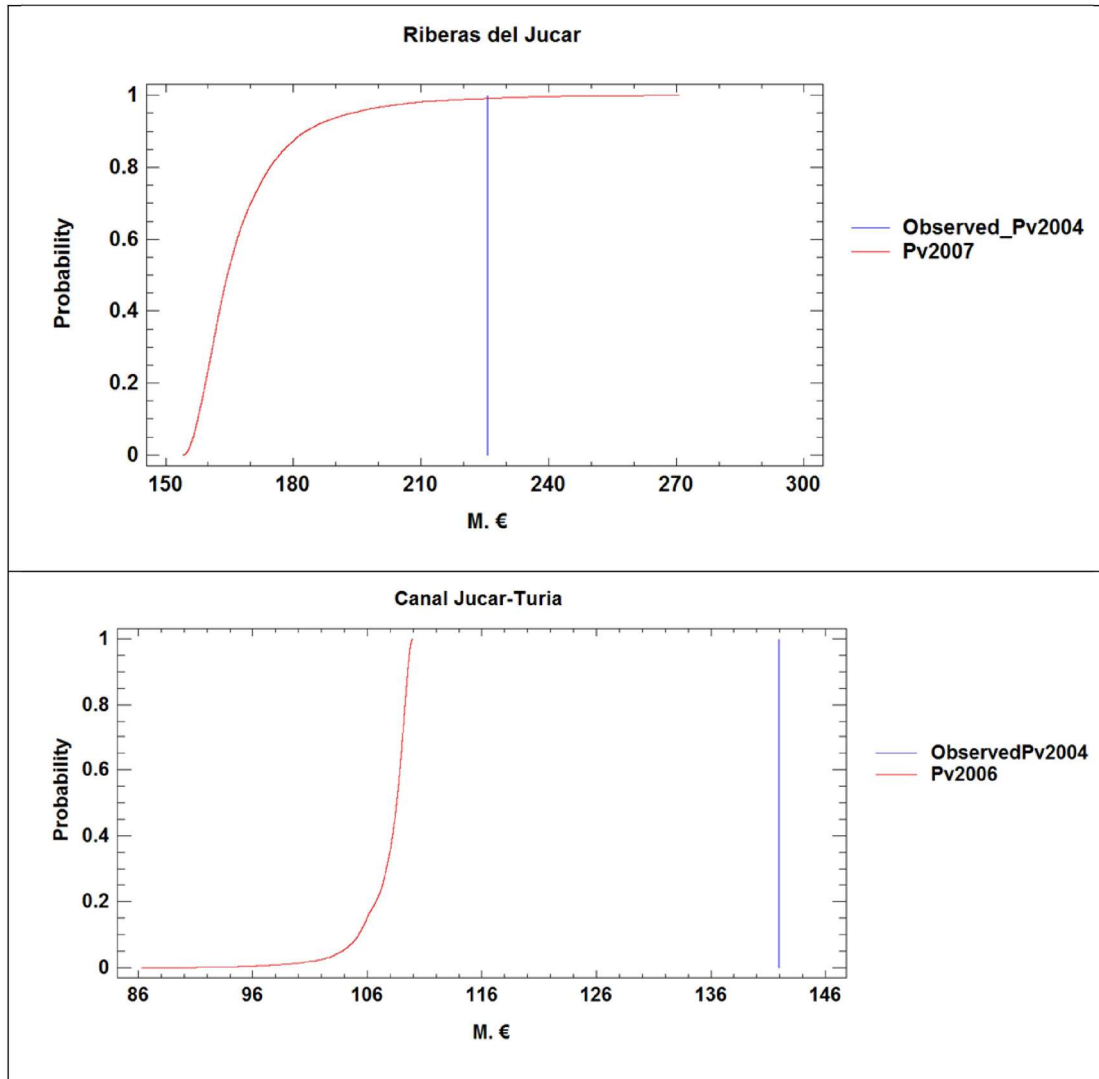 Riberas del Jucar
1
0.8
0.6
0.4
0.2
0
Probability
150 180 210 240 270 300
M. €
Observed_Pv2004
Pv2007
Canal Jucar-Turia
1
0.8
0.6
0.4
0.2
0
Probability
86 96 106 116 126 136 146
M. €
ObservedPv2004
Pv2006